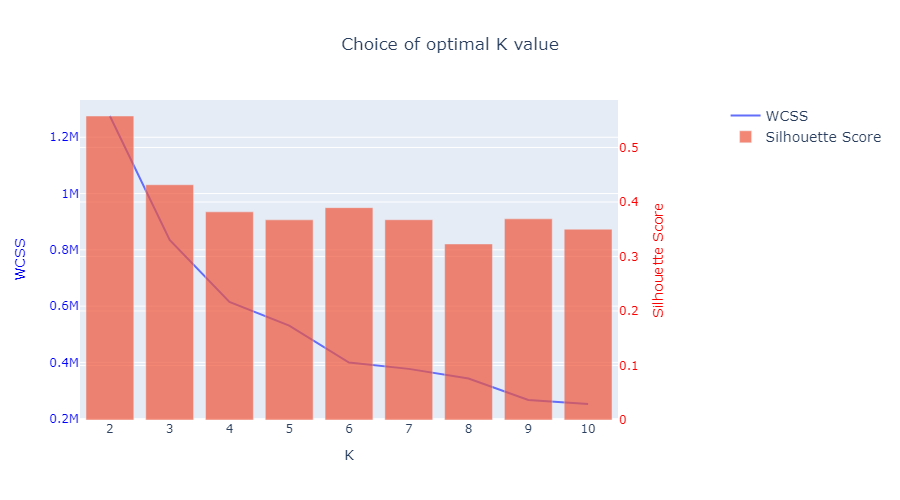 Choice of optimal K value
WCSS
Silhouette Score
1.2M
1M
0.8M
0.6M
0.4M
0.2M
WCSS
0.5
0.4
0.3
0.2
0.1
0
Silhouette Score
2 3 4 5 6 7 8 9 10
K